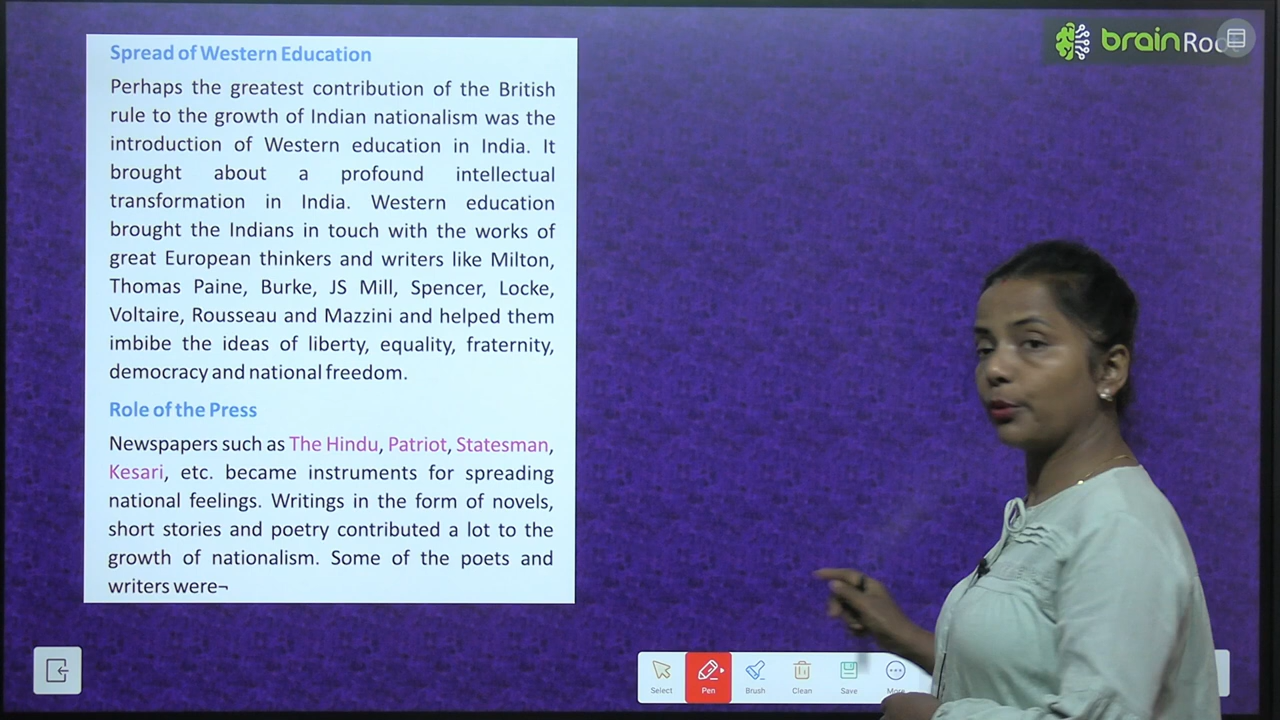 Spread of Western Education
Perhaps the greatest contribution of the British
rule to the growth of Indian nationalism was the
introduction of Western education in India. It
brought about a profound intellectual
transformation in India. Western education
brought the Indians in touch with the works of
great European thinkers and writers like Milton,
Thomas Paine, Burke, JS Mill, Spencer, Locke,
Voltaire, Rousseau and Mazzini and helped them
imbibe the ideas of liberty, equality, fraternity,
democracy and national freedom.
Role of the Press
Newspapers such as The Hindu, Patriot, Statesman,
Kesari, etc. became instruments for spreading
national feelings. Writings in the form of novels,
short stories and poetry contributed a lot to the
growth of nationalism. Some of the poets and
writers were¬
brain
Select Pen Brush Clean Save More